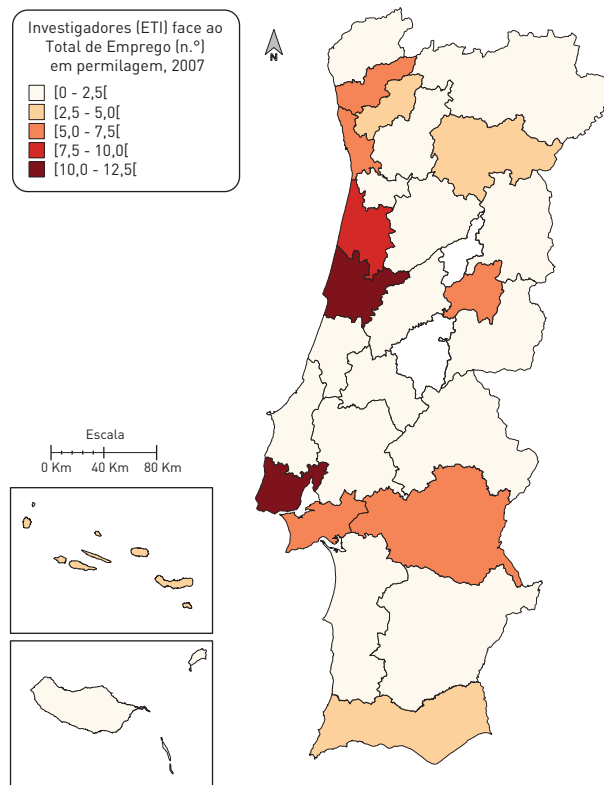 Investigadores (ETI) face ao
Total de Emprego (n.°)
em permilagem, 2007
[0 - 2,5[
[2,5 - 5,0[
[5,0 - 7,5[
[7,5 - 10,0[
[10,0 - 12,5[
N
Escala
0 Km 40 Km 80 Km